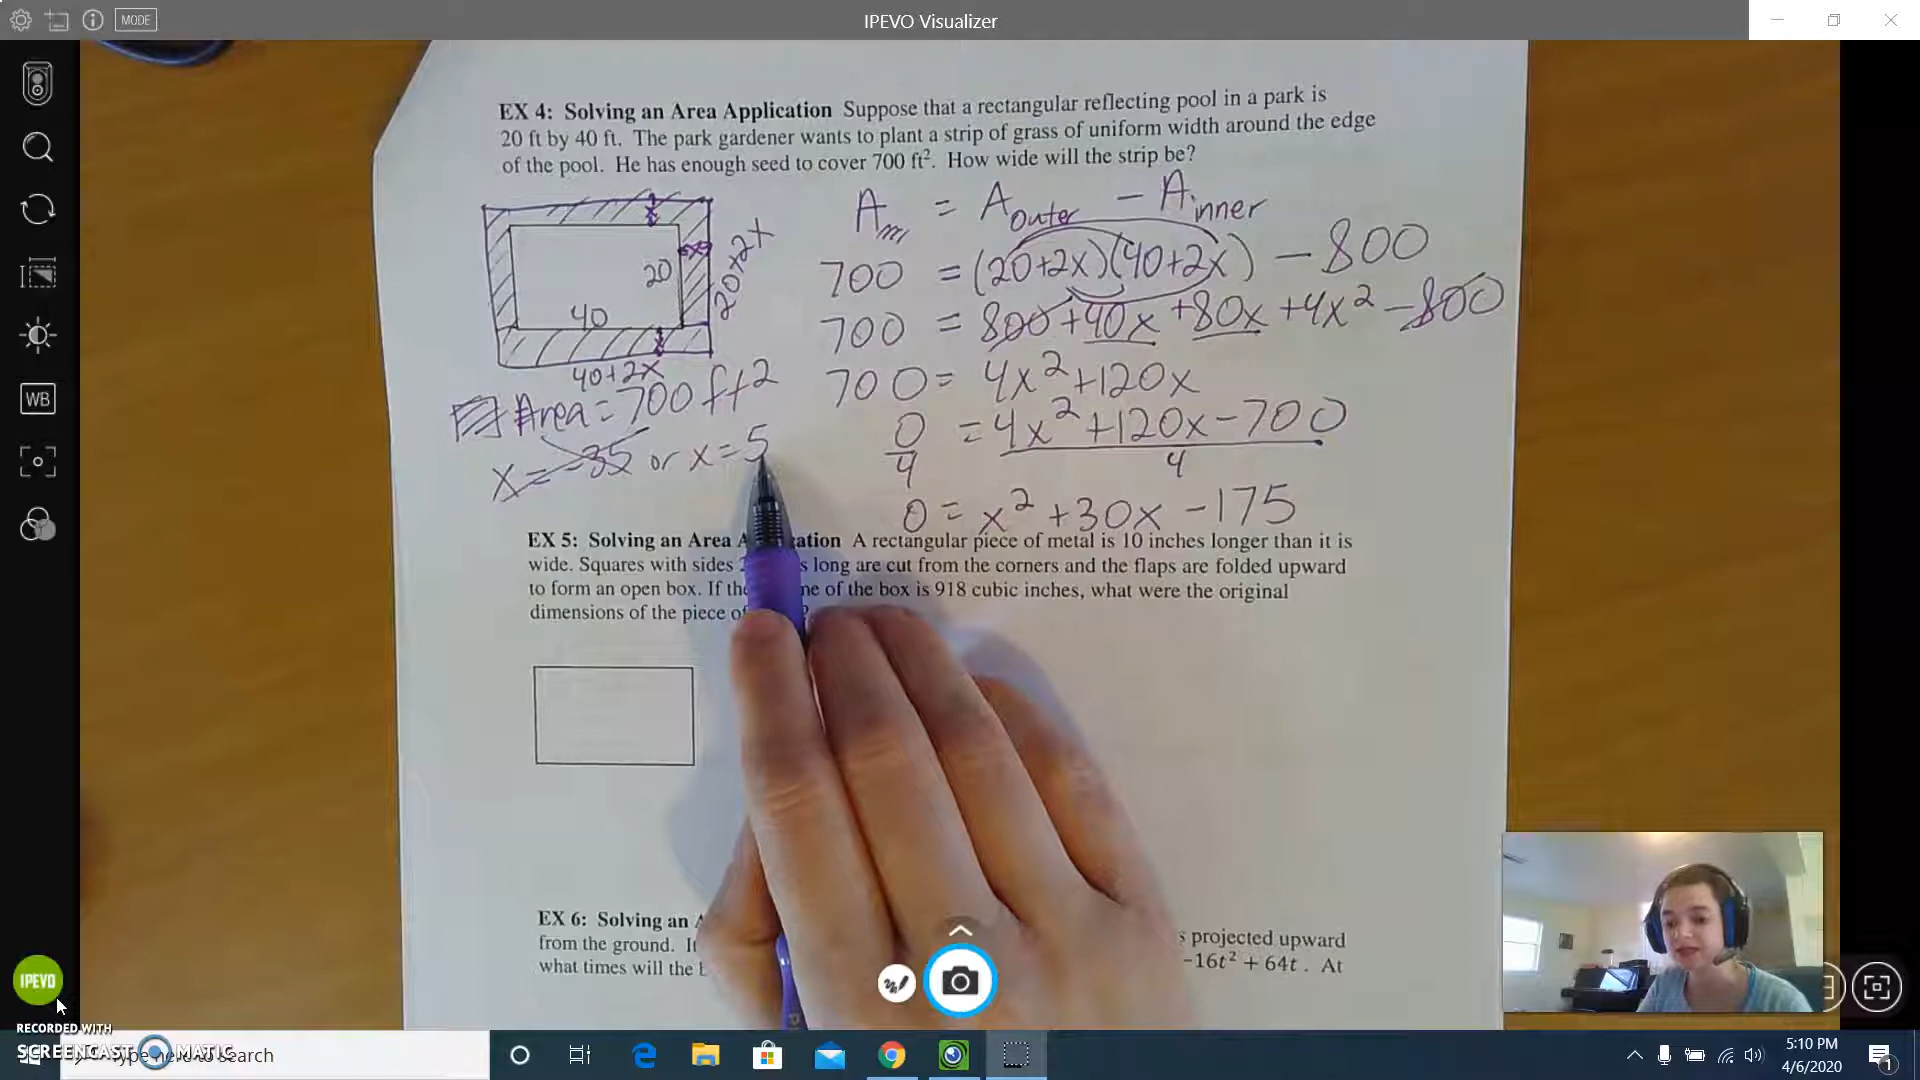 MODE
IPEVO Visualizer
EX 4: Solving an Area Application Suppose that a rectangular reflecting pool in a park is
20 ft by 40 ft. The park gardener wants to plant a strip of grass of uniform width around the edge
of the pool. He has enough seed to cover 700 ft². How wide will the strip be?
A = A outer - A inner
700 = (20+2x)(40+2x) - 800
700 = 800 + 40x + 80x + 4x² - 800
700 = 4x² + 120x
0 = 4x² + 120x - 700
4 4
0 = x² + 30x - 175
x
x
x
20
40
20+2x
40+2x
Area = 700 ft²
x = -35 or x = 5
EX 5: Solving an Area A cation A rectangular piece of metal is 10 inches longer than it is
wide. Squares with sides 2 s long are cut from the corners and the flaps are folded upward
to form an open box. If the me of the box is 918 cubic inches, what were the original
dimensions of the piece of ?
EX 6: Solving an A
from the ground. It s projected upward
what times will the b -16t² + 64t . At
WB
IPEVO
RECORDED WITH
SCREENCAST MATIC
Type here to search
5:10 PM
4/6/2020
1